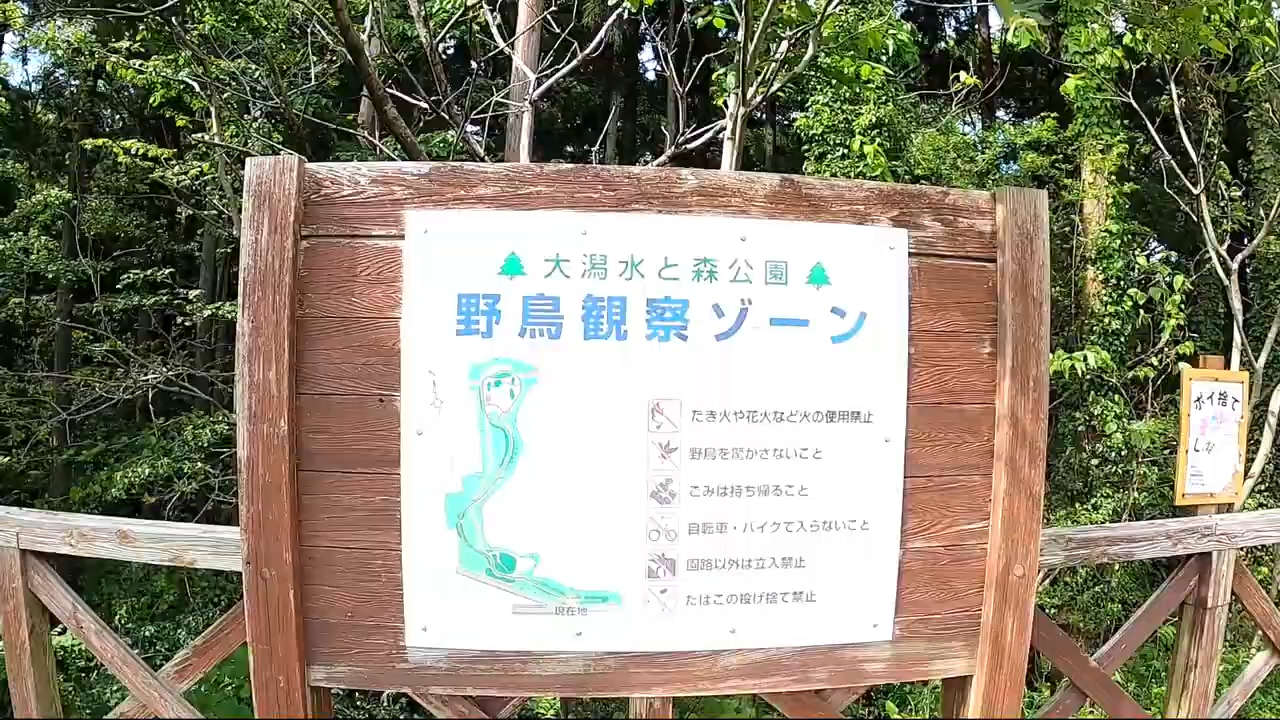 大潟水と森公園
野鳥観察ゾーン
たき火や花火など火の使用禁止
野鳥を驚かさないこと
ごみは持ち帰ること
自転車・バイクで入らないこと
園路以外は立入禁止
たばこの投げ捨て禁止
現在地
ポイ捨て